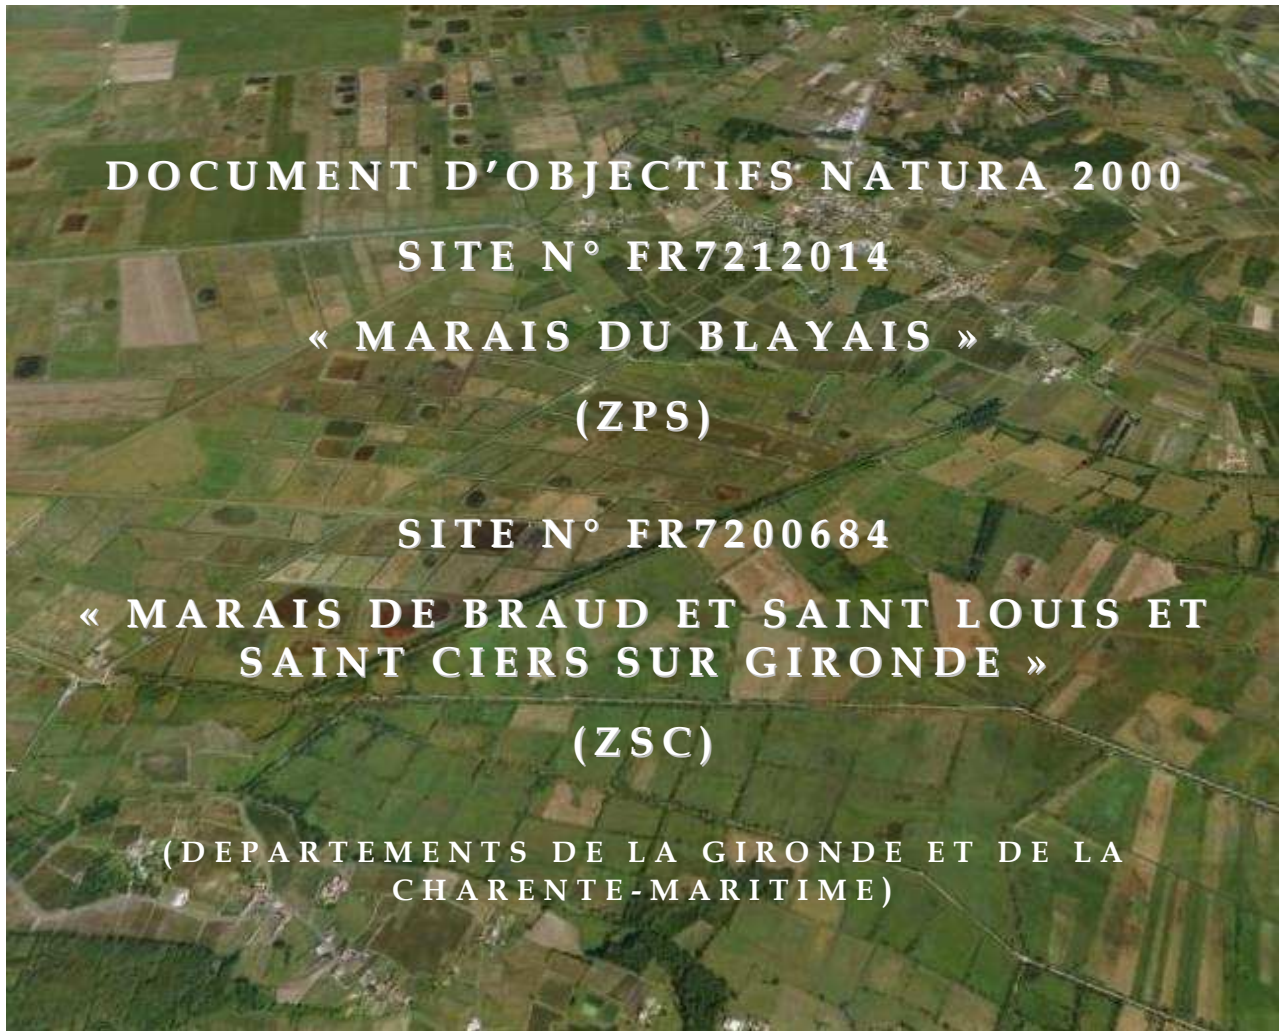 DOCUMENT D’OBJECTIFS NATURA 2000
SITE N° FR7212014
« MARAIS DU BLAYAIS »
(ZPS)
SITE N° FR7200684
« MARAIS DE BRAUD ET SAINT LOUIS ET
SAINT CIERS SUR GIRONDE »
(ZSC)
(DEPARTEMENTS DE LA GIRONDE ET DE LA
CHARENTE-MARITIME)